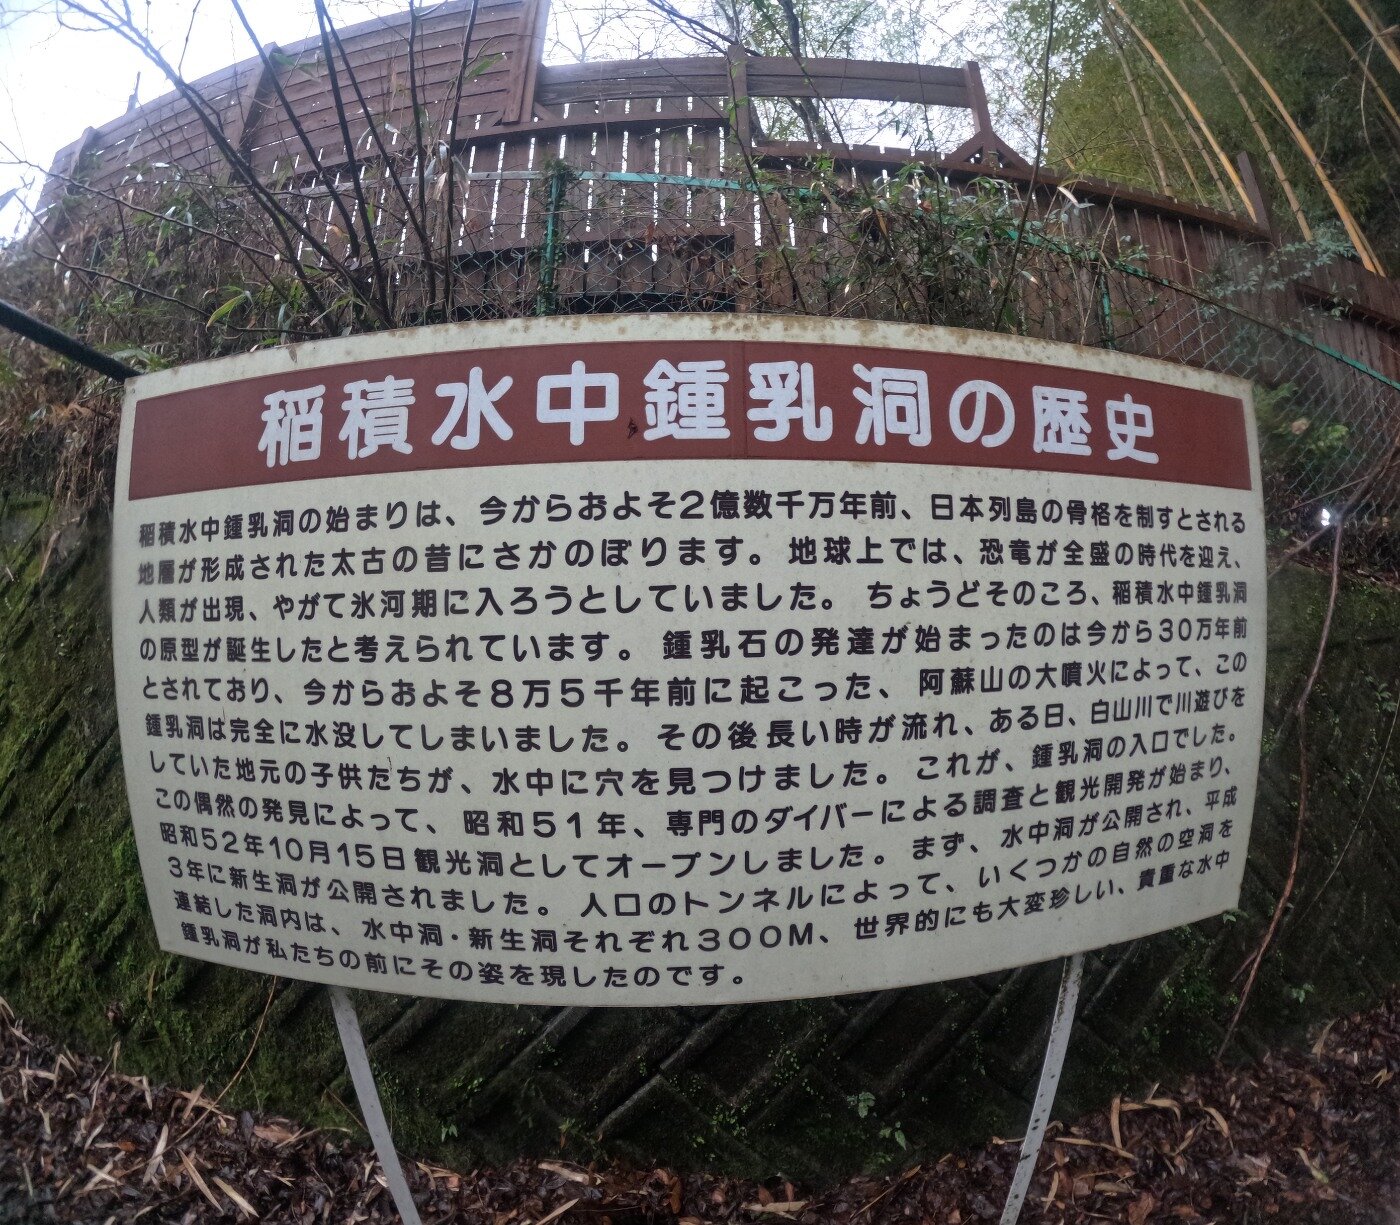 稲積水中鍾乳洞の歴史
稲積水中鍾乳洞の始まりは、今からおよそ2億数千万年前、日本列島の骨格を制すとされる
地層が形成された太古の昔にさかのぼります。地球上では、恐竜が全盛の時代を迎え、
人類が出現、やがて氷河期に入ろうとしていました。ちょうどそのころ、稲積水中鍾乳洞
の原型が誕生したと考えられています。鍾乳石の発達が始まったのは今から30万年前
とされており、今からおよそ8万5千年前に起こった、阿蘇山の大噴火によって、この
鍾乳洞は完全に水没してしまいました。その後長い時が流れ、ある日、白山川で川遊びを
していた地元の子供たちが、水中に穴を見つけました。これが、鍾乳洞の入口でした。
この偶然の発見によって、昭和51年、専門のダイバーによる調査と観光開発が始まり、
昭和52年10月15日観光洞としてオープンしました。まず、水中洞が公開され、平成
3年に新生洞が公開されました。入口のトンネルによって、いくつかの自然の空洞を
連結した洞内は、水中洞・新生洞それぞれ300M、世界的にも大変珍しい、貴重な水中
鍾乳洞が私たちの前にその姿を現したのです。